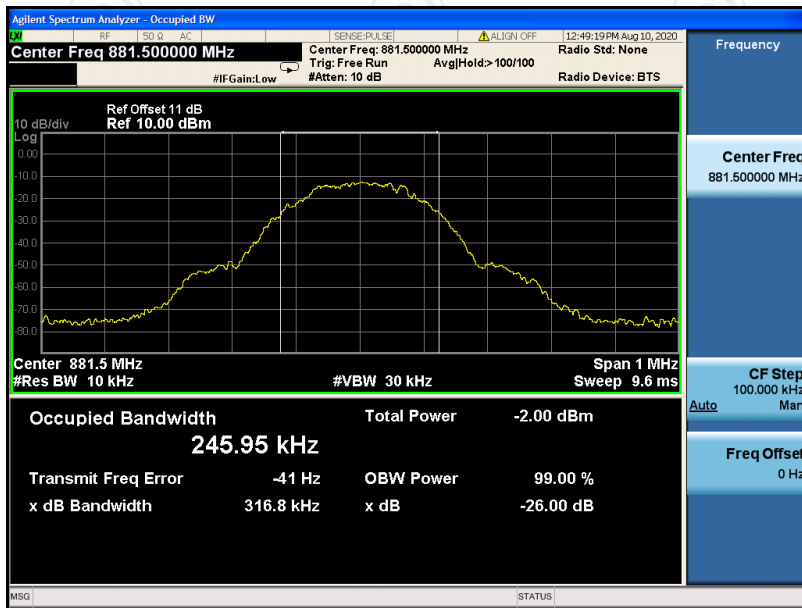 Agilent Spectrum Analyzer - Occupied BW
LXI RF 50 Ω AC SENSE:PULSE ALIGN OFF 12:49:19 PM Aug 10, 2020
Center Freq 881.500000 MHz Center Freq: 881.500000 MHz Radio Std: None
Trig: Free Run Avg|Hold:> 100/100
#IFGain:Low #Atten: 10 dB Radio Device: BTS
Ref Offset 11 dB
10 dB/div Ref 10.00 dBm
Log
0.00
-10.0
-20.0
-30.0
-40.0
-50.0
-60.0
-70.0
-80.0
Center 881.5 MHz Span 1 MHz
#Res BW 10 kHz #VBW 30 kHz Sweep 9.6 ms
Occupied Bandwidth Total Power -2.00 dBm
245.95 kHz
Transmit Freq Error -41 Hz OBW Power 99.00 %
x dB Bandwidth 316.8 kHz x dB -26.00 dB
MSG STATUS
Frequency
Center Freq
881.500000 MHz
CF Step
100.000 kHz
Auto Man
Freq Offset
0 Hz